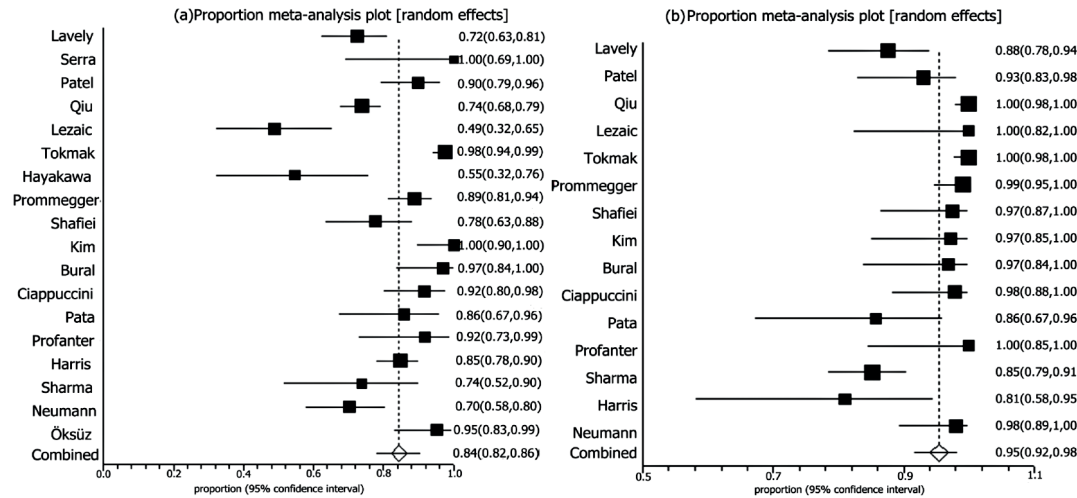 (a)Proportion meta-analysis plot [random effects]
Lavely 0.72(0.63,0.81)
Serra 1.00(0.69,1.00)
Patel 0.90(0.79,0.96)
Qiu 0.74(0.68,0.79)
Lezaic 0.49(0.32,0.65)
Tokmak 0.98(0.94,0.99)
Hayakawa 0.55(0.32,0.76)
Prommegger 0.89(0.81,0.94)
Shafiei 0.78(0.63,0.88)
Kim 1.00(0.90,1.00)
Bural 0.97(0.84,1.00)
Ciappuccini 0.92(0.80,0.98)
Pata 0.86(0.67,0.96)
Profanter 0.92(0.73,0.99)
Harris 0.85(0.78,0.90)
Sharma 0.74(0.52,0.90)
Neumann 0.70(0.58,0.80)
Öksüz 0.95(0.83,0.99)
Combined 0.84(0.82,0.86)
0.0 0.2 0.4 0.6 0.8 1.0
proportion (95% confidence interval)
(b)Proportion meta-analysis plot [random effects]
Lavely 0.88(0.78,0.94
Patel 0.93(0.83,0.98
Qiu 1.00(0.98,1.00
Lezaic 1.00(0.82,1.00
Tokmak 1.00(0.98,1.00
Prommegger 0.99(0.95,1.00
Shafiei 0.97(0.87,1.00
Kim 0.97(0.85,1.00
Bural 0.97(0.84,1.00
Ciappuccini 0.98(0.88,1.00
Pata 0.86(0.67,0.96
Profanter 1.00(0.85,1.00
Sharma 0.85(0.79,0.91
Harris 0.81(0.58,0.95
Neumann 0.98(0.89,1.00
Combined 0.95(0.92,0.98
0.5 0.7 0.9 1.1
proportion (95% confidence interval)